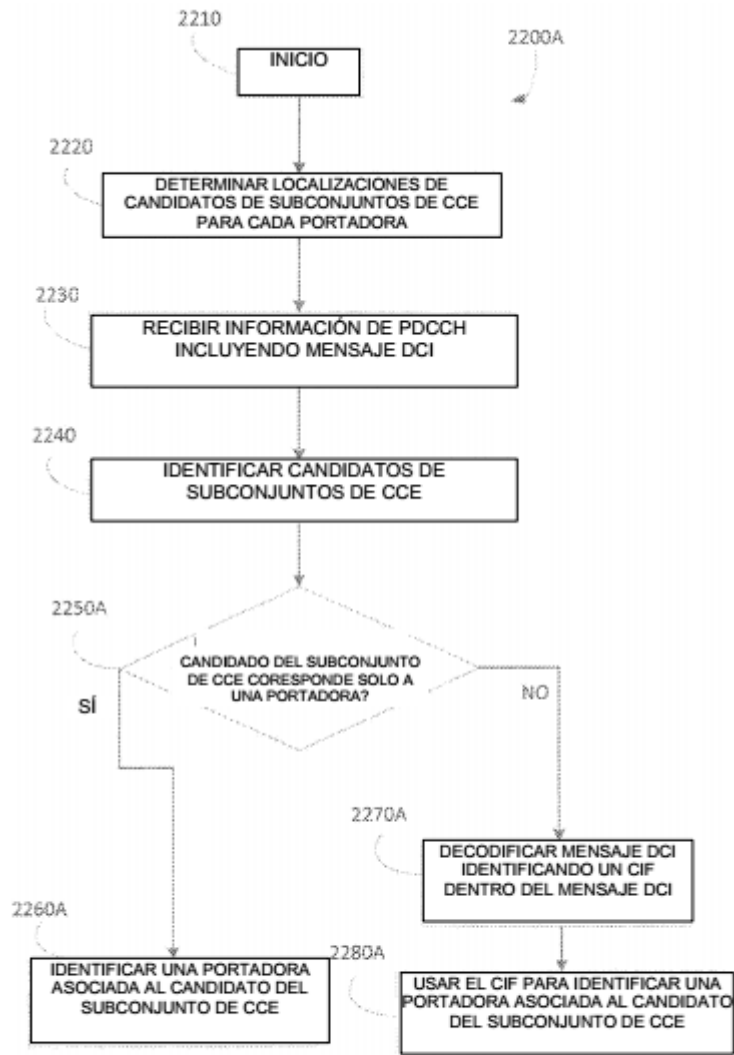 2210
INICIO
2200A
2220
DETERMINAR LOCALIZACIONES DE
CANDIDATOS DE SUBCONJUNTOS DE CCE
PARA CADA PORTADORA
2230
RECIBIR INFORMACIÓN DE PDCCH
INCLUYENDO MENSAJE DCI
2240
IDENTIFICAR CANDIDATOS DE
SUBCONJUNTOS DE CCE
2250A
CANDIDADO DEL SUBCONJUNTO
DE CCE CORESPONDE SOLO A
UNA PORTADORA?
SÍ
NO
2270A
DECODIFICAR MENSAJE DCI
IDENTIFICANDO UN CIF
DENTRO DEL MENSAJE DCI
2260A
IDENTIFICAR UNA PORTADORA
ASOCIADA AL CANDIDATO DEL
SUBCONJUNTO DE CCE
2280A
USAR EL CIF PARA IDENTIFICAR UNA
PORTADORA ASOCIADA AL CANDIDATO
DEL SUBCONJUNTO DE CCE